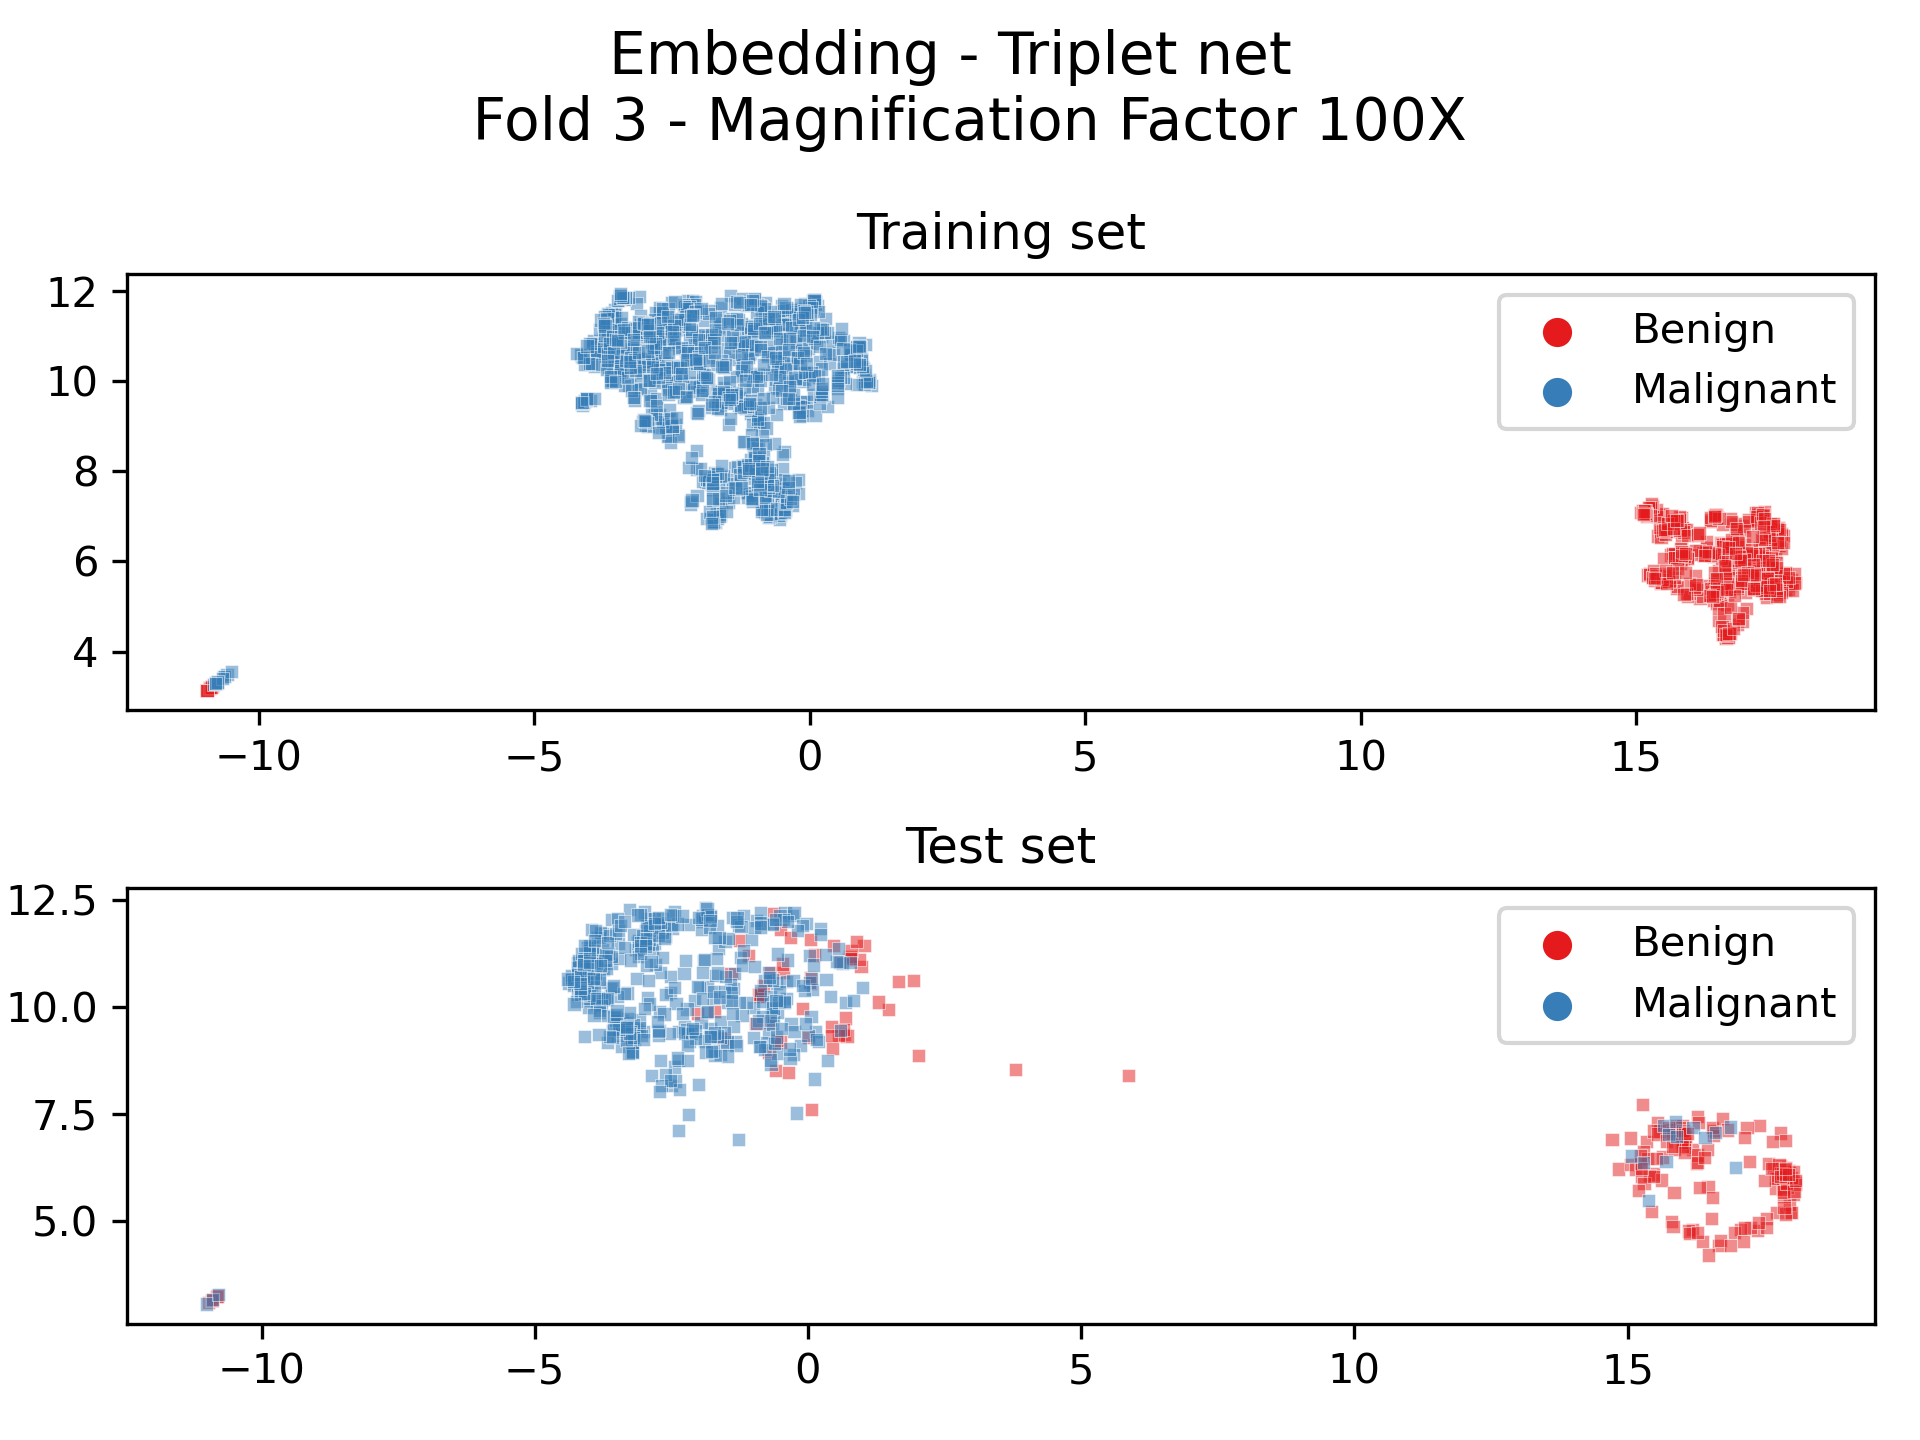 Embedding - Triplet net
Fold 3 - Magnification Factor 100X
Training set
12
10
8
6
4
Benign
Malignant
−10
−5
0
5
10
15
Test set
12.5
10.0
7.5
5.0
Benign
Malignant
−10
−5
0
5
10
15